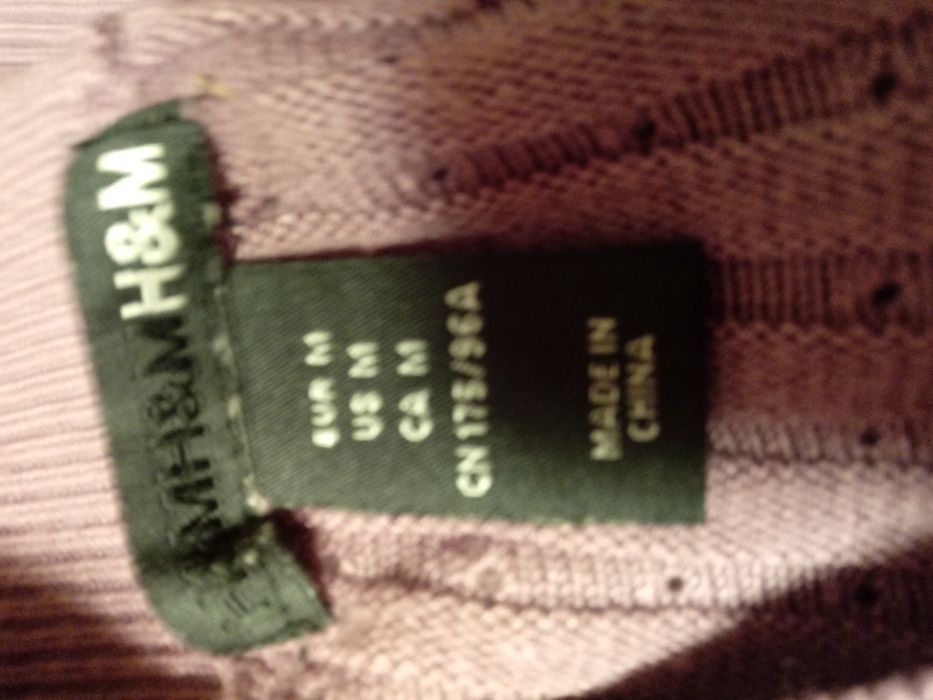 H&M
H&M
EUR M
US M
CA M
CN 175/96A
MADE IN
CHINA